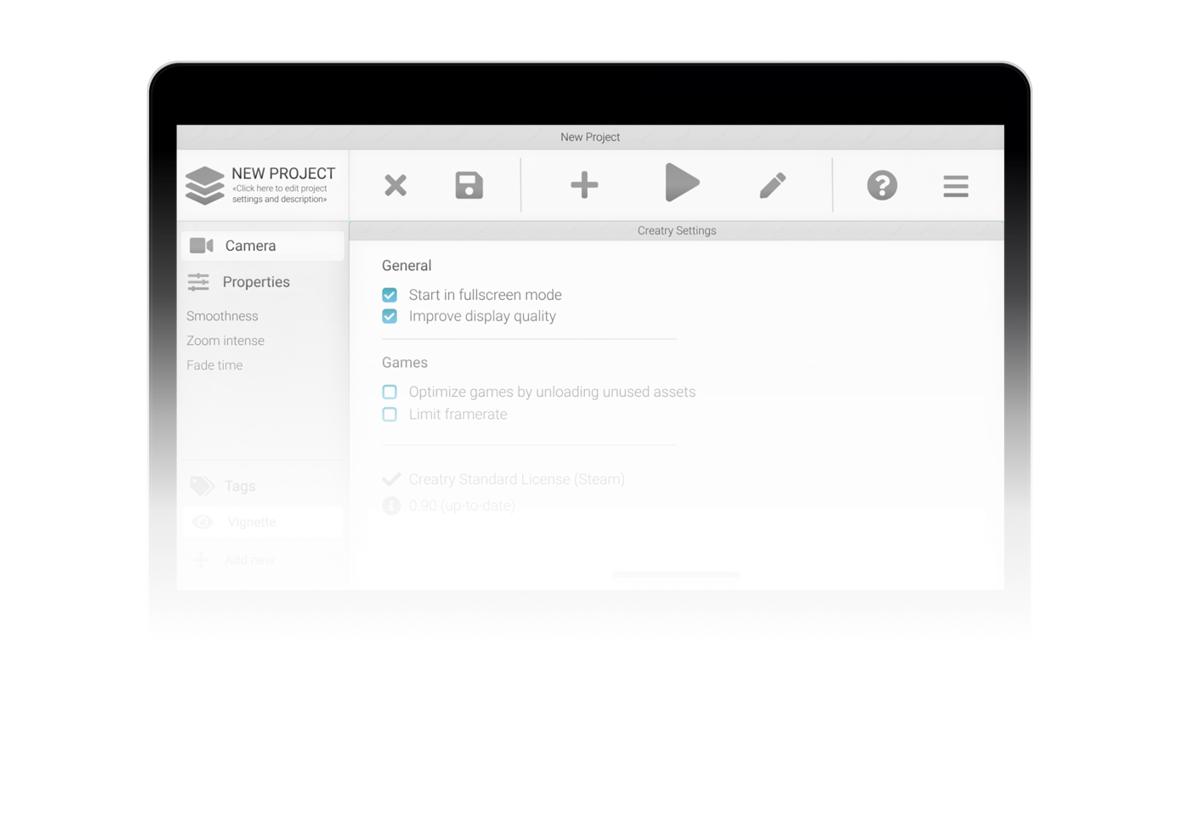 New Project
NEW PROJECT
«Click here to edit project
settings and description»
Creatry Settings
Camera
Properties
Smoothness
Zoom intense
Fade time
Tags
Vignette
Add new
General
Start in fullscreen mode
Improve display quality
Games
Optimize games by unloading unused assets
Limit framerate
Creatry Standard License (Steam)
0.90 (up-to-date)